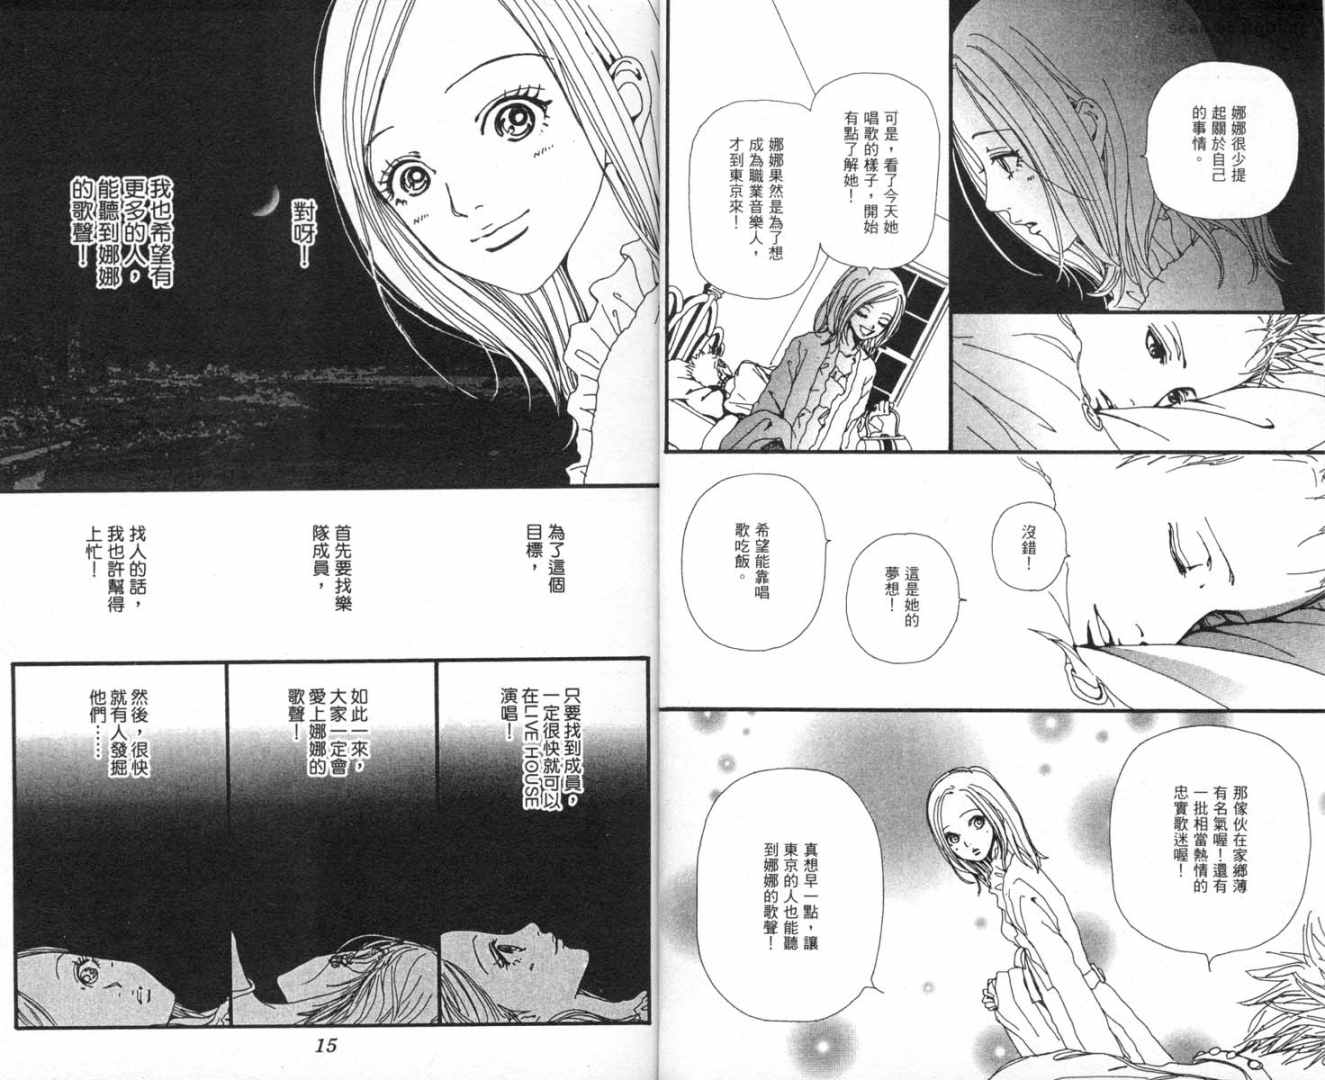 娜娜很少提
起關於自己
的事情。
可是，看了今天她
唱歌的樣子，開始
有點了解她！
娜娜果然是為了想
成為職業音樂人，
才到東京來！
沒錯！
這是她的
夢想！
希望能靠唱
歌吃飯。
那傢伙在家鄉薄
有名氣喔！還有
一批相當熱情的
忠實歌迷喔！
真想早一點，讓
東京的人也能聽
到娜娜的歌聲！
對呀！
我也希望有
更多的人，
能聽到娜娜
的歌聲！
為了這個
目標，
首先要找樂
隊成員，
找人的話，
我也許幫得
上忙！
只要找到成員，
一定很快就可以
在LIVE HOUSE
演唱！
如此一來，
大家一定會
愛上娜娜的
歌聲！
然後，很快
就有人發掘
他們……
15